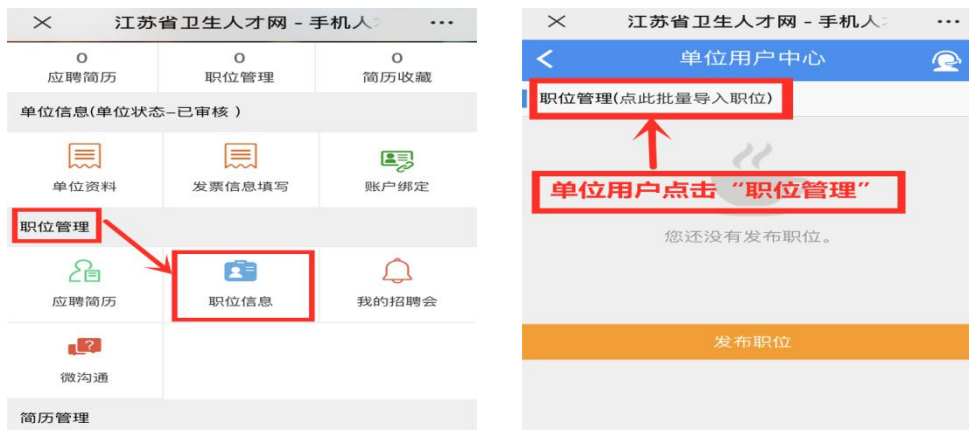 江苏省卫生人才网 - 手机人
0 0 0
应聘简历 职位管理 简历收藏
单位信息(单位状态–已审核 )
单位资料 发票信息填写 账户绑定
职位管理
应聘简历 职位信息 我的招聘会
?
微沟通
简历管理
江苏省卫生人才网 - 手机人
单位用户中心
职位管理(点此批量导入职位)
单位用户点击“职位管理”
您还没有发布职位。
发布职位